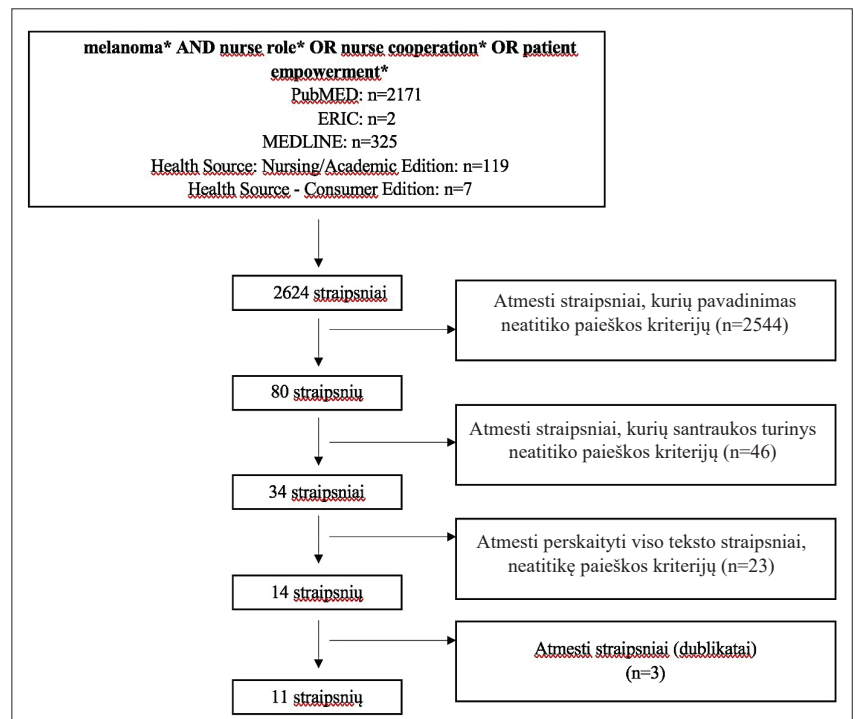 melanoma* AND nurse role* OR nurse cooperation* OR patient
empowerment*
PubMED: n=2171
ERIC: n=2
MEDLINE: n=325
Health Source: Nursing/Academic Edition: n=119
Health Source - Consumer Edition: n=7
2624 straipsniai
Atmesti straipsniai, kurių pavadinimas
neatitiko paieškos kriterijų (n=2544)
80 straipsnių
Atmesti straipsniai, kurių santraukos turinys
neatitiko paieškos kriterijų (n=46)
34 straipsniai
Atmesti perskaityti viso teksto straipsniai,
neatitikę paieškos kriterijų (n=23)
14 straipsnių
Atmesti straipsniai (dublikatai)
(n=3)
11 straipsnių